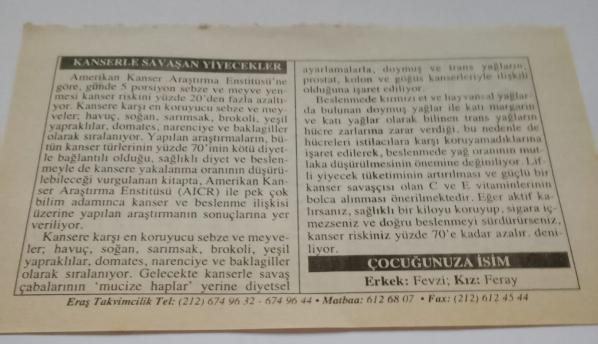 KANSERLE SAVAŞAN YİYECEKLER
Amerikan Kanser Araştırma Enstitüsü'ne
göre, günde 5 porsiyon sebze ve meyve yen-
mesi kanser riskini yüzde 20'den fazla azaltı-
yor. Kansere karşı en koruyucu sebze ve mey-
veler; havuç, soğan, sarımsak, brokoli, yeşil
yapraklılar, domates, narenciye ve baklagiller
olarak sıralanıyor. Yapılan araştırmaların, bü-
tün kanser türlerinin yüzde 70'inin kötü diyet-
le bağlantılı olduğu, sağlıklı diyet ve beslen-
meyle de kansere yakalanma oranının düşürü-
lebileceği vurgulanan kitapta, Amerikan Kan-
ser Araştırma Enstitüsü (AICR) ile pek çok
bilim adamınca kanser ve beslenme ilişkisi
üzerine yapılan araştırmanın sonuçlarına yer
veriliyor.
Kansere karşı en koruyucu sebze ve meyve-
ler; havuç, soğan, sarımsak, brokoli, yeşil
yapraklılar, domates, narenciye ve baklagiller
olarak sıralanıyor. Gelecekte kanserle savaş
çabalarının 'mucize haplar' yerine diyetsel
ayarlamalarla, doymuş ve trans yağların,
prostat, kolon ve göğüs kanserleriyle ilişkili
olduğuna işaret ediliyor.
Beslenmede kırmızı et ve hayvansal yağlar-
da bulunan doymuş yağlar ile katı margarin
ve katı yağlar olarak bilinen trans yağların
hücre zarlarına zarar verdiği, bu nedenle de
hücreleri istilacılara karşı koruyamadıklarına
işaret edilerek, beslenmede yağ oranının mut-
laka düşürülmesinin önemine değiniliyor. Lif-
li yiyecek tüketiminin artırılması ve güçlü bir
kanser savaşçısı olan C ve E vitaminlerinin
bolca alınması önerilmektedir. Eğer aktif ka-
lırsanız, sağlıklı bir kiloyu koruyup, sigara iç-
mezseniz ve doğru beslenmeyi sürdürürseniz,
kanser riskiniz yüzde 70'e kadar azalır. deni-
liyor.
ÇOCUĞUNUZA İSİM
Erkek: Fevzi; Kız: Feray
Eraş Takvimcilik Tel: (212) 674 96 32 - 674 96 44 • Matbaa: 612 68 07 • Fax: (212) 612 45 44